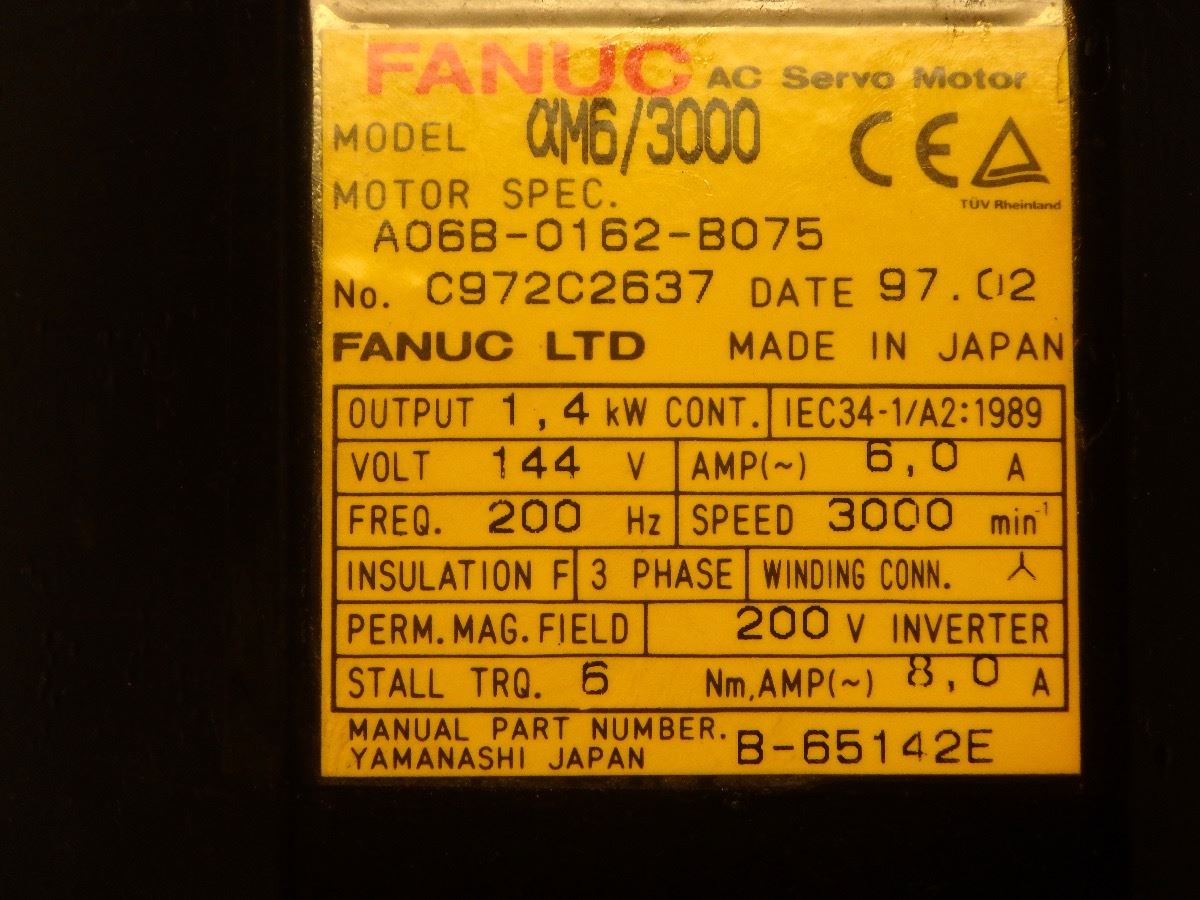 FANUC AC Servo Motor
MODEL αM6/3000
CE
TÜV Rheinland
MOTOR SPEC.
A06B-0162-B075
No. C972C2637 DATE 97.02
FANUC LTD MADE IN JAPAN
OUTPUT 1,4 kW CONT. IEC34-1/A2:1989
VOLT 144 V AMP(~) 6,0 A
FREQ. 200 Hz SPEED 3000 min⁻¹
INSULATION F 3 PHASE WINDING CONN.
PERM.MAG.FIELD 200 V INVERTER
STALL TRQ. 6 Nm,AMP(~) 8,0 A
MANUAL PART NUMBER. B-65142E
YAMANASHI JAPAN